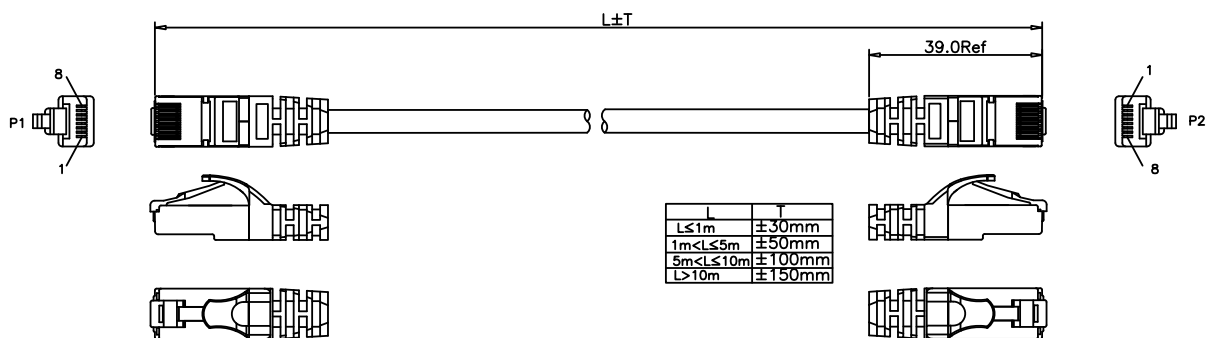 L±T
39.0Ref
8
P1
1
1
P2
8
L T
L≤1m ±30mm
1m<L≤5m ±50mm
5m<L≤10m ±100mm
L>10m ±150mm